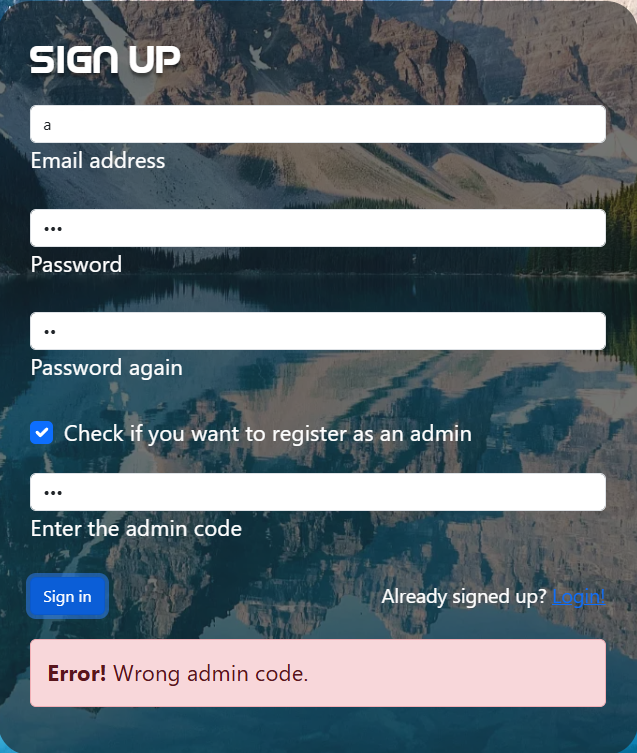 SIGN UP
a
Email address
•••
Password
••
Password again
Check if you want to register as an admin
•••
Enter the admin code
Sign in Already signed up? Login!
Error! Wrong admin code.